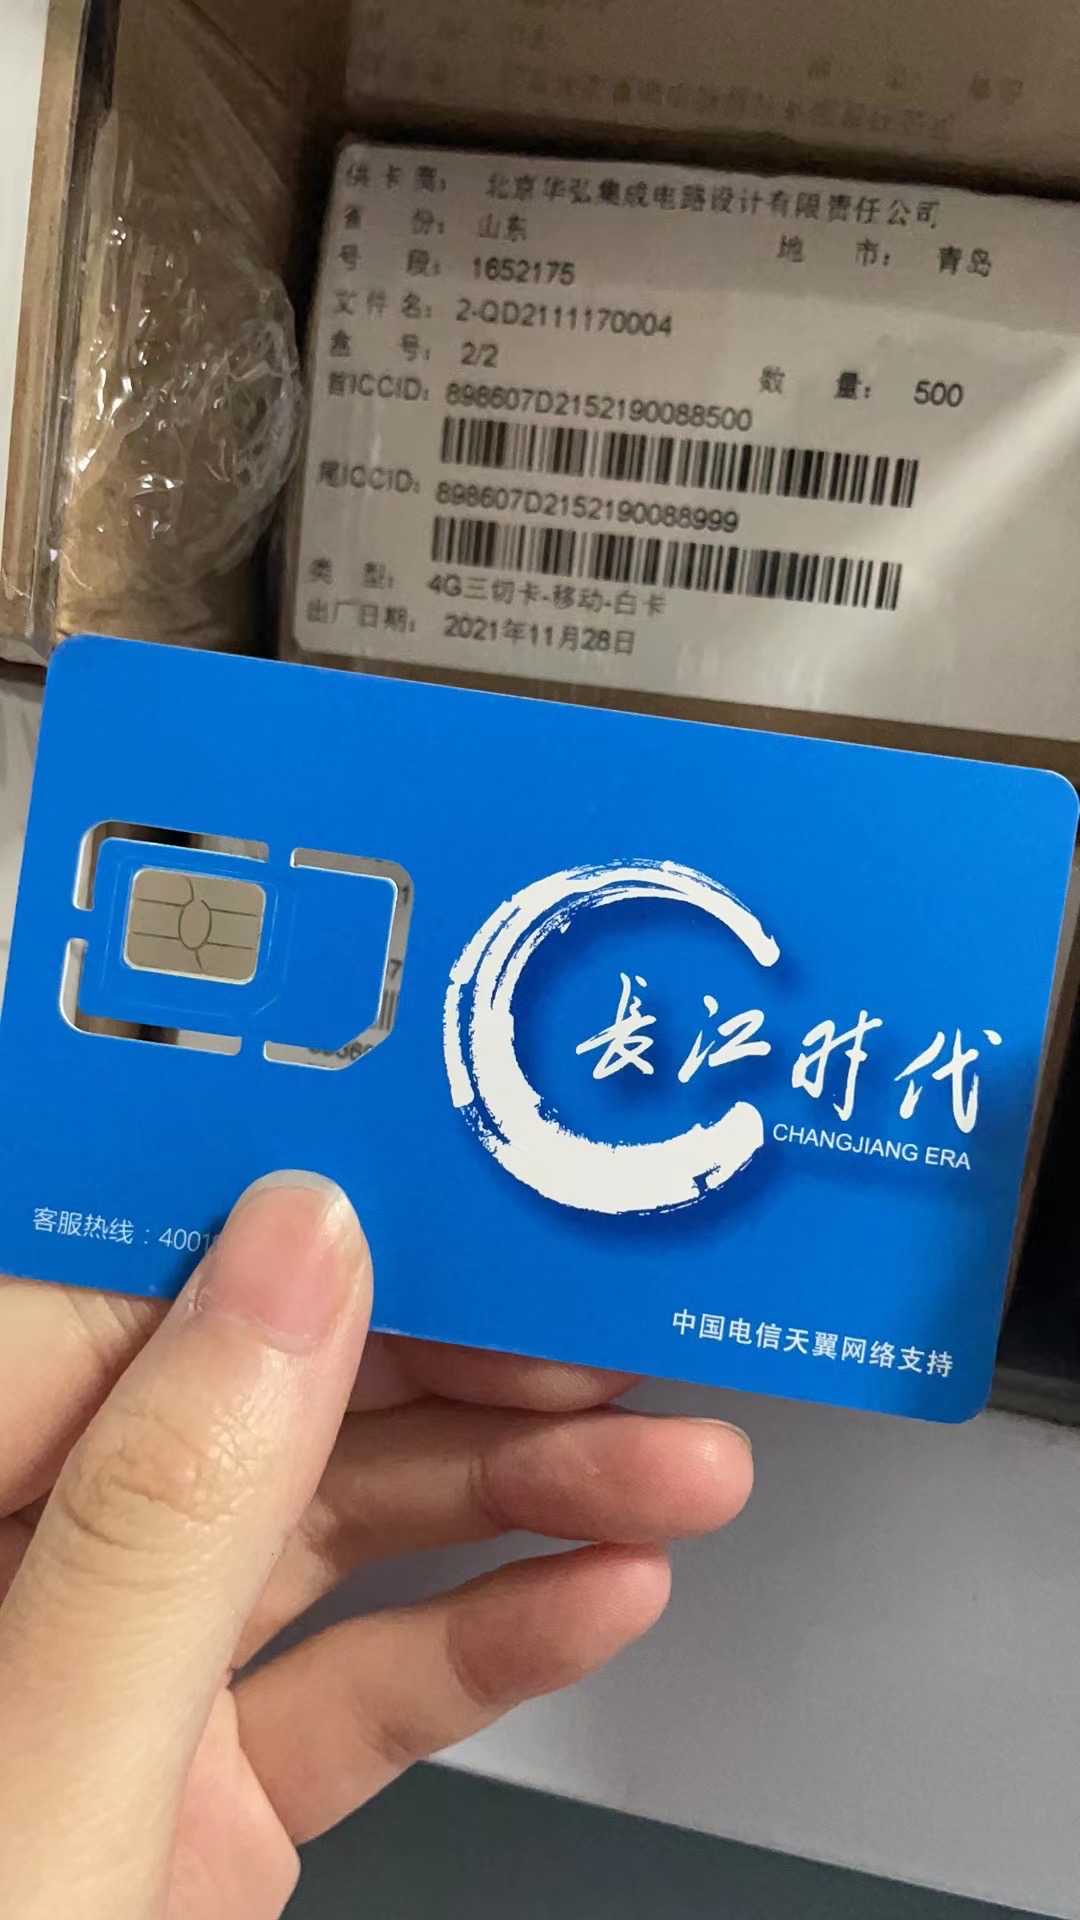 供卡商： 北京华弘集成电路设计有限责任公司
省 份： 山东 地 市： 青岛
号 段： 1652175
文件名： 2-QD2111170004
盒 号： 2/2 数 量： 500
首ICCID： 898607D2152190088500
尾ICCID： 898607D2152190088999
类 型： 4G三切卡-移动-白卡
出厂日期： 2021年11月28日
長江时代
CHANGJIANG ERA
客服热线：4001
中国电信天翼网络支持